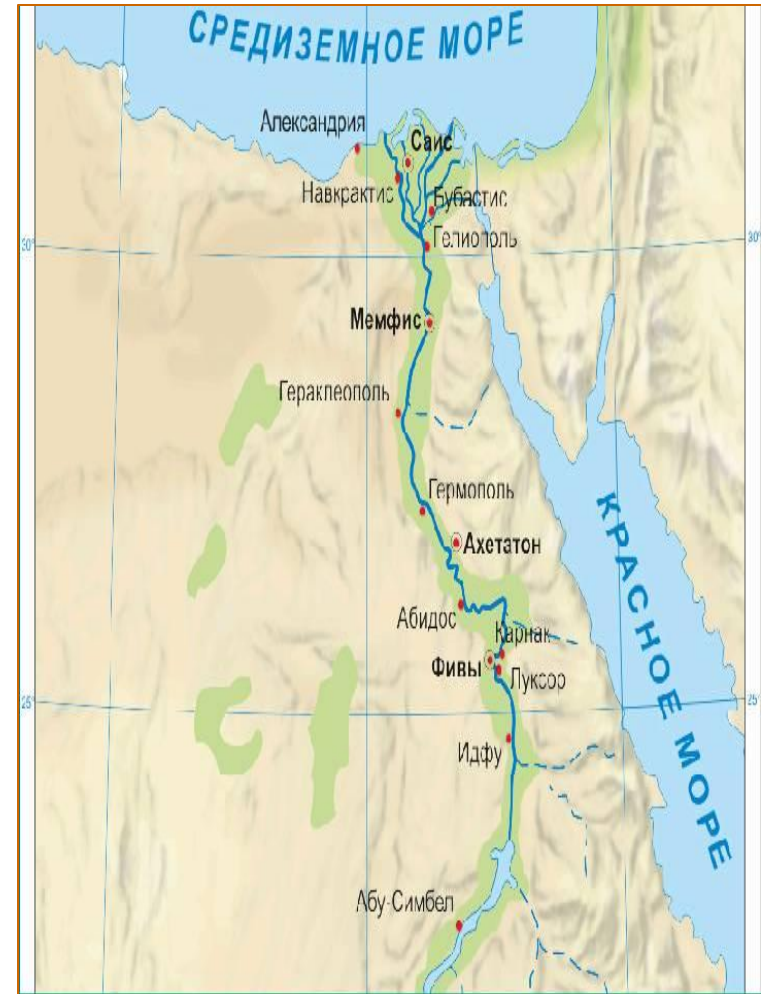 СРЕДИЗЕМНОЕ МОРЕ
Александрия
Саис
Навкрактис
Бубастис
Гелиополь
30°
30°
Мемфис
Гераклеополь
Гермополь
Ахетатон
КРАСНОЕ МОРЕ
Абидос
Карнак
Фивы
Луксор
25°
25°
Идфу
Абу-Симбел